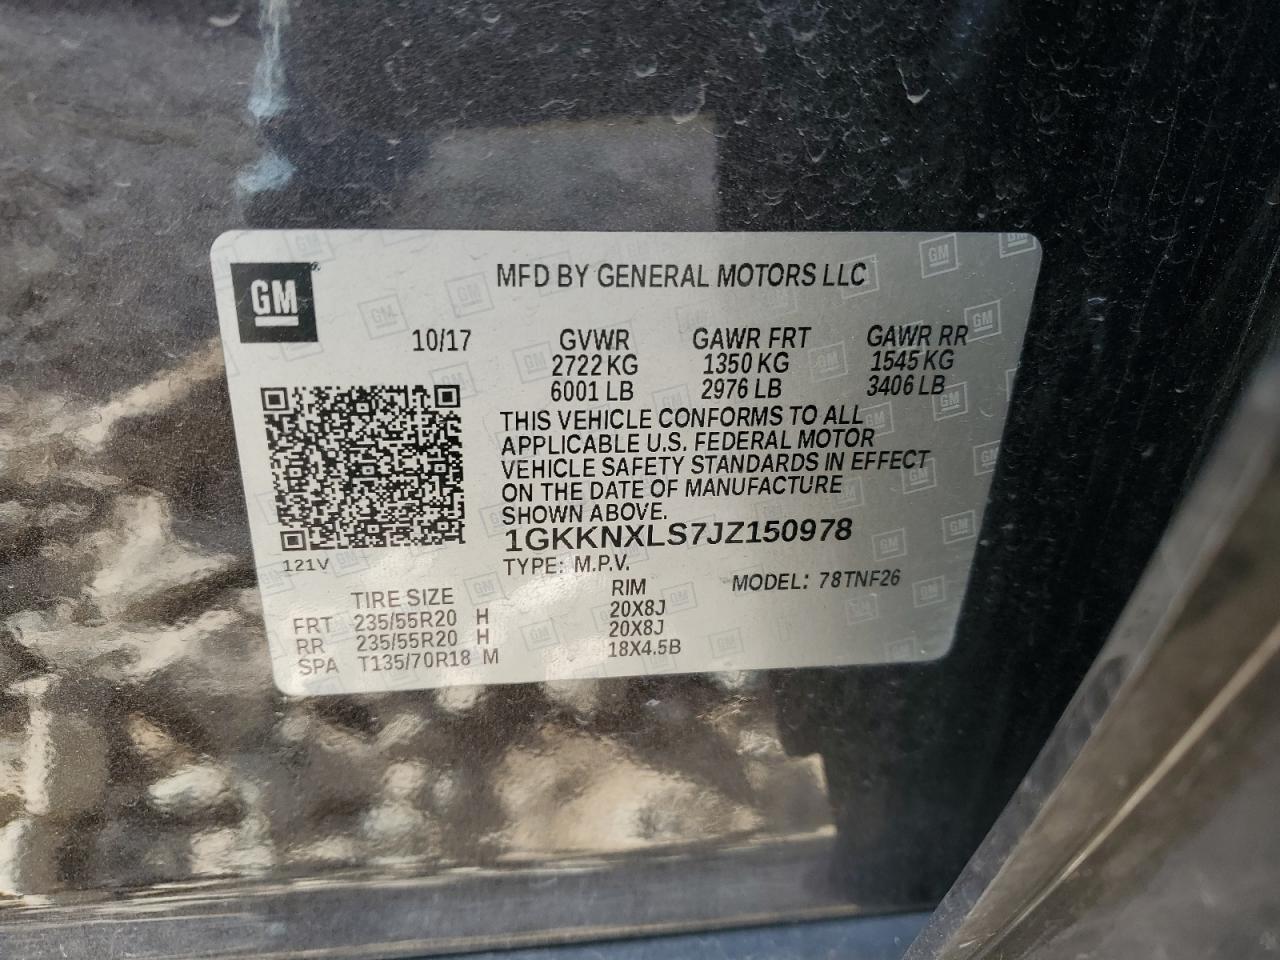 GM
MFD BY GENERAL MOTORS LLC
10/17 GVWR GAWR FRT GAWR RR
2722 KG 1350 KG 1545 KG
6001 LB 2976 LB 3406 LB
THIS VEHICLE CONFORMS TO ALL
APPLICABLE U.S. FEDERAL MOTOR
VEHICLE SAFETY STANDARDS IN EFFECT
ON THE DATE OF MANUFACTURE
SHOWN ABOVE.
1GKKNXLS7JZ150978
121V
TYPE: M.P.V. MODEL: 78TNF26
TIRE SIZE RIM
FRT 235/55R20 H 20X8J
RR 235/55R20 H 20X8J
SPA T135/70R18 M 18X4.5B